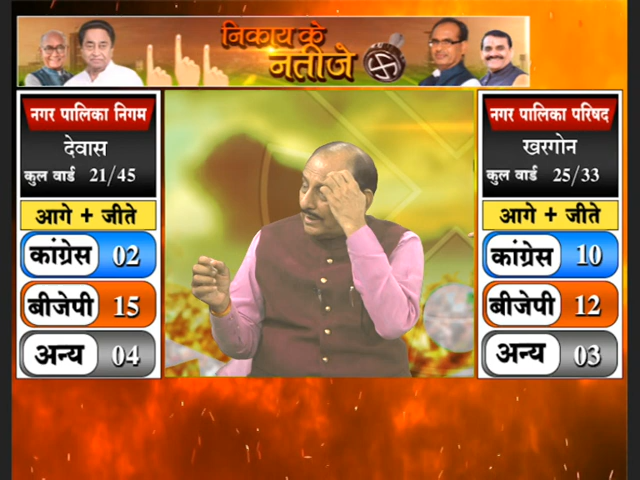 निकाय के
नतीजे
नगर पालिका निगम
देवास
कुल वार्ड 21/45
आगे + जीते
कांग्रेस 02
बीजेपी 15
अन्य 04
नगर पालिका परिषद
खरगोन
कुल वार्ड 25/33
आगे + जीते
कांग्रेस 10
बीजेपी 12
अन्य 03